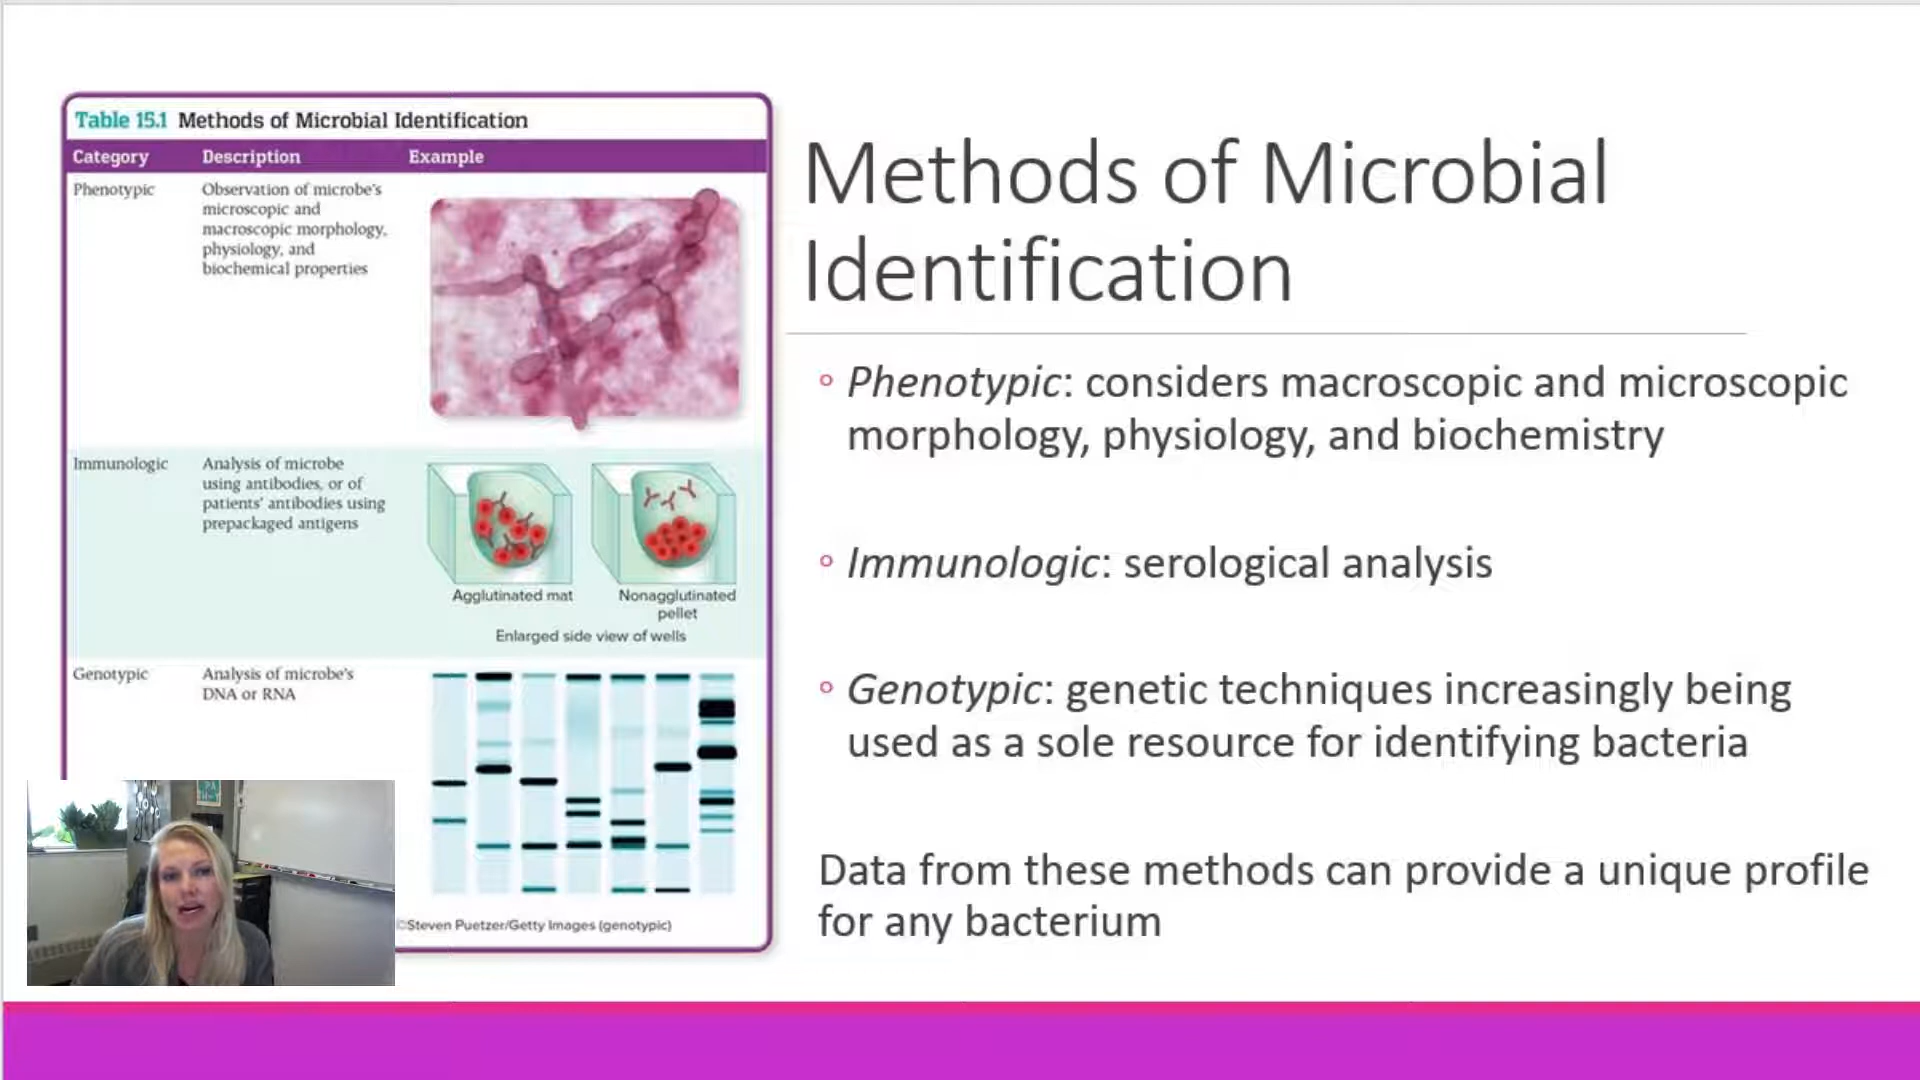 Table 15.1 Methods of Microbial Identification
Category Description Example
Phenotypic
Observation of microbe's
microscopic and
macroscopic morphology,
physiology, and
biochemical properties
Immunologic
Analysis of microbe
using antibodies, or of
patients' antibodies using
prepackaged antigens
Agglutinated mat
Nonagglutinated
pellet
Enlarged side view of wells
Genotypic
Analysis of microbe's
DNA or RNA
©Steven Puetzer/Getty Images (genotypic)
Methods of Microbial
Identification
Phenotypic: considers macroscopic and microscopic
morphology, physiology, and biochemistry
Immunologic: serological analysis
Genotypic: genetic techniques increasingly being
used as a sole resource for identifying bacteria
Data from these methods can provide a unique profile
for any bacterium